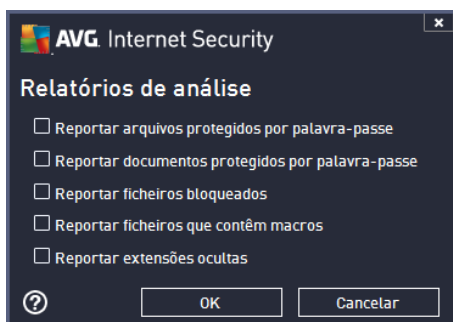 AVG. Internet Security
x
Relatórios de análise
Reportar arquivos protegidos por palavra-passe
Reportar documentos protegidos por palavra-passe
Reportar ficheiros bloqueados
Reportar ficheiros que contêm macros
Reportar extensões ocultas
? OK Cancelar